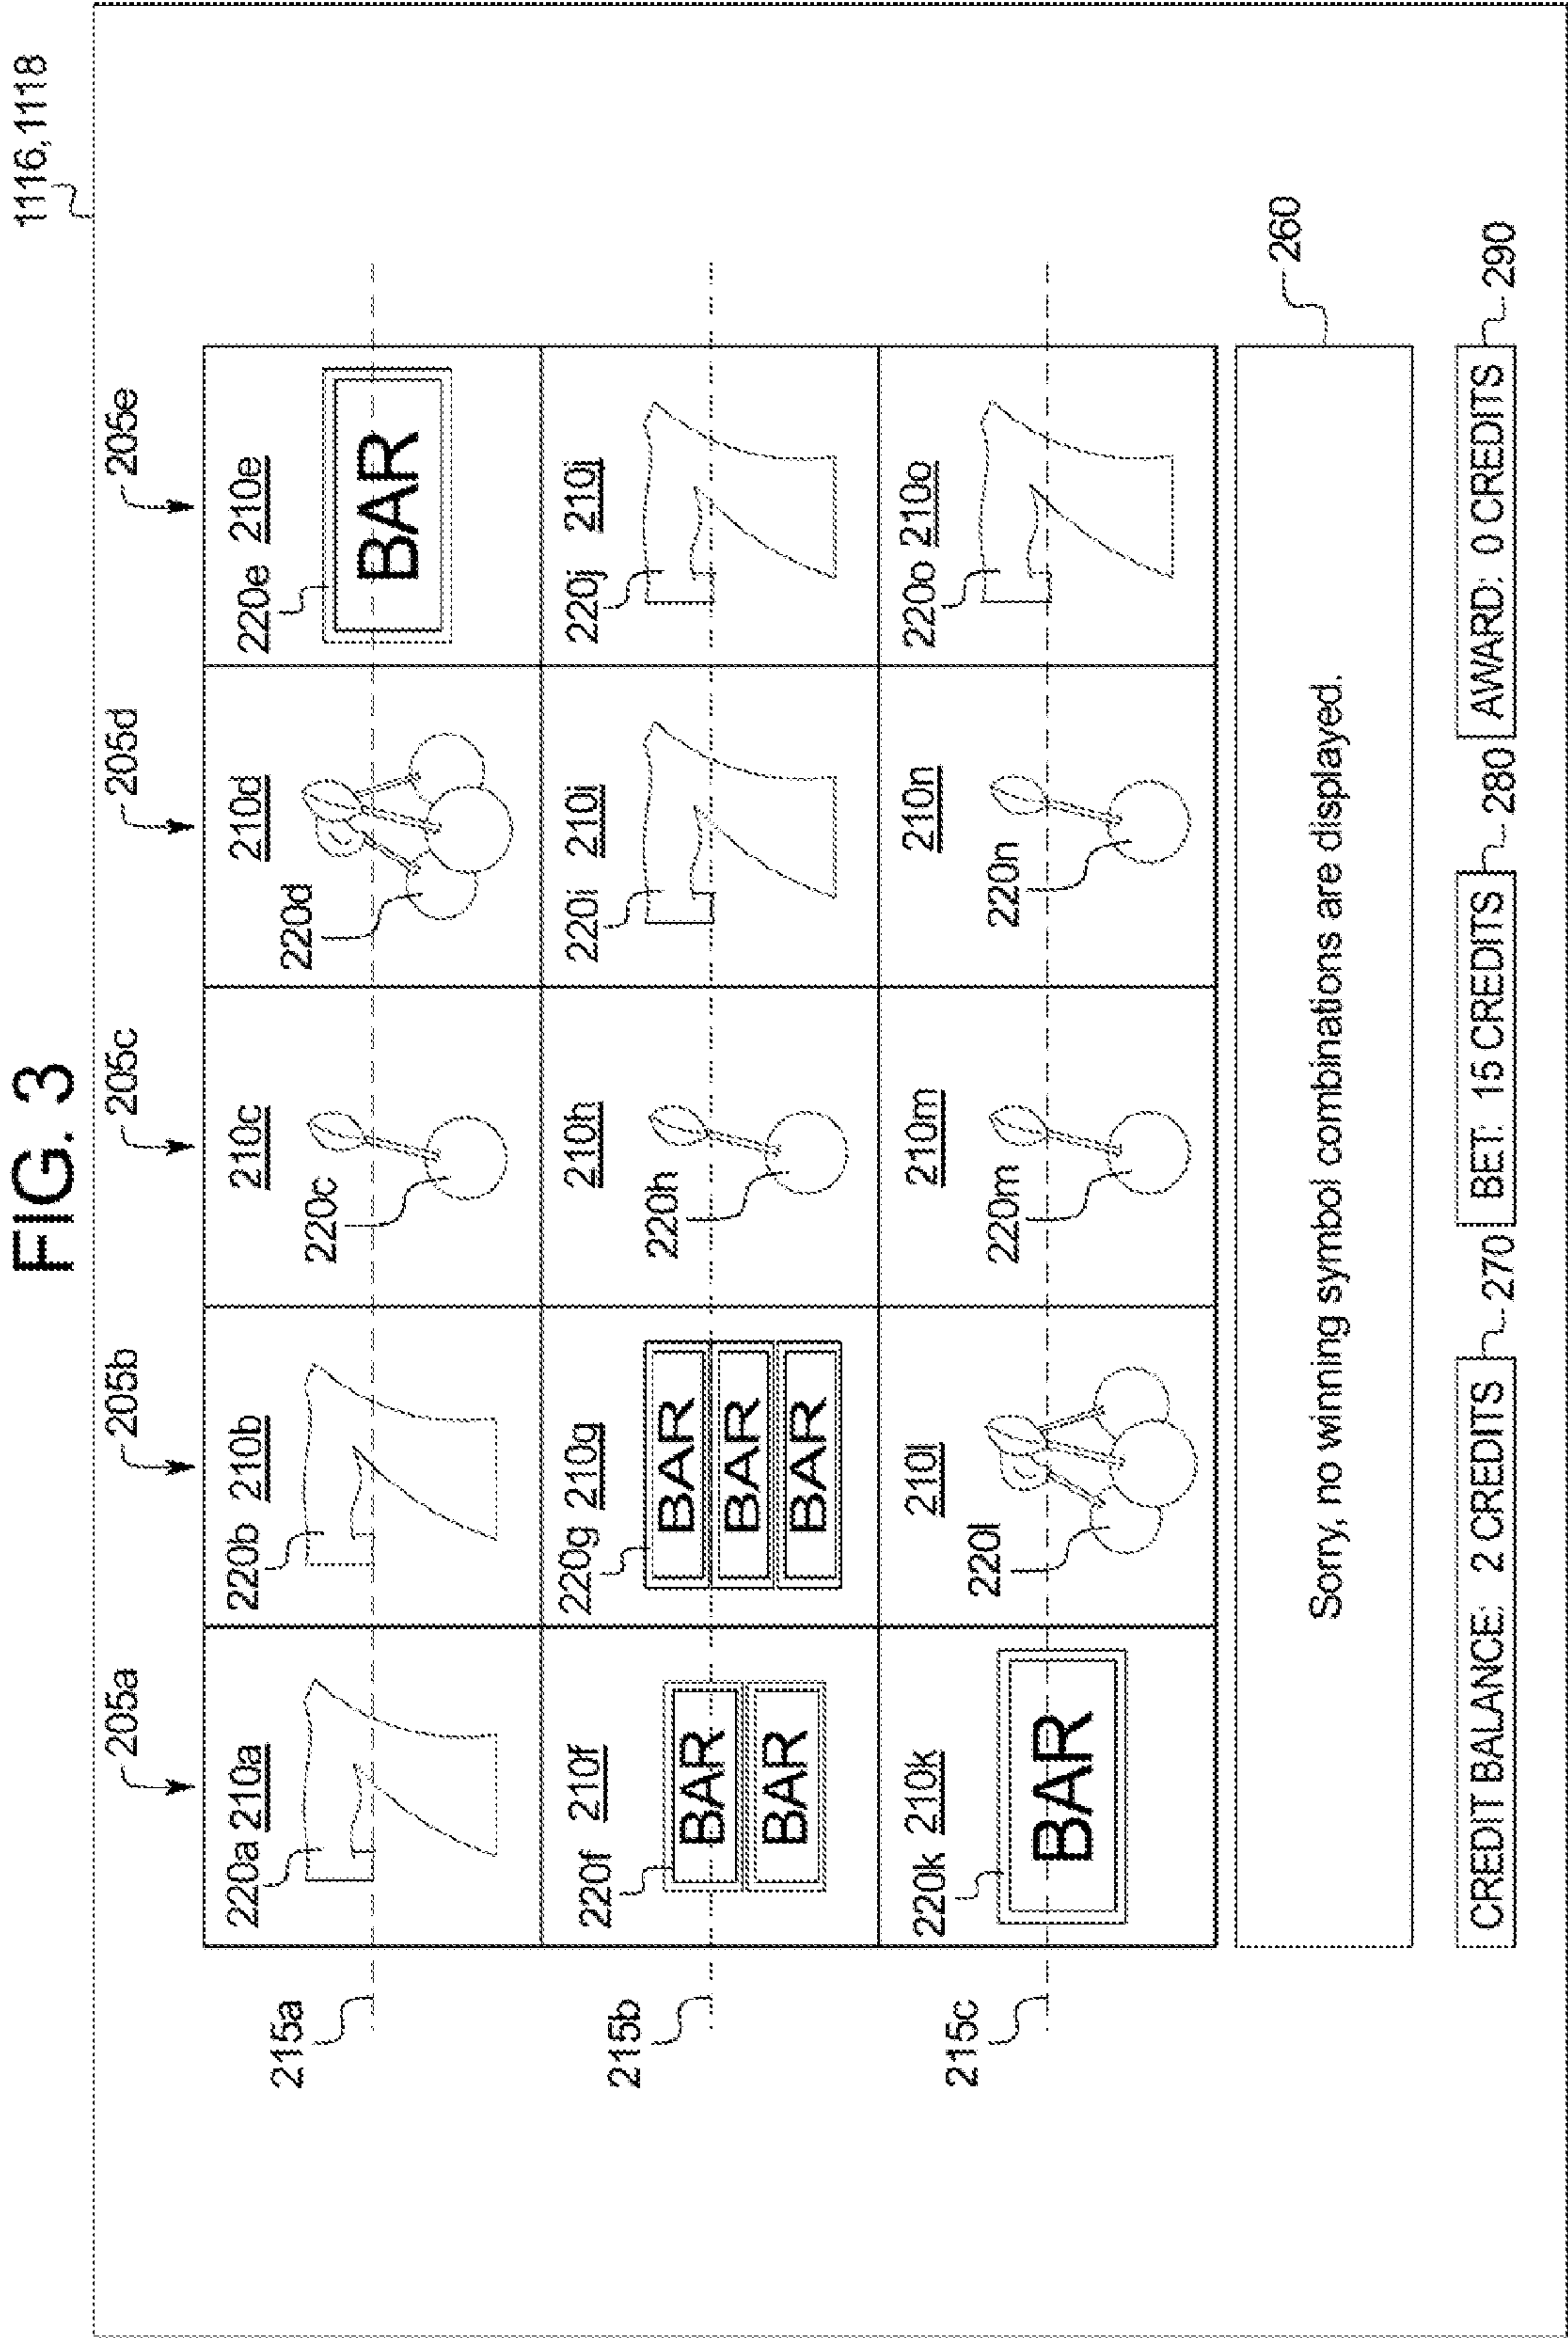 FIG. 3
1116,1118
205a 205b 205c 205d 205e
220a 210a 220b 210b 210c 210d 220e 210e
220c 220d
BAR
215a
220f 210f 220g 210g 210h 220i 210i 220j 210j
220h
BAR BAR
BAR BAR
BAR
215b
220k 210k 210l 210m 210n 220o 210o
220l 220m 220n
BAR
215c
260
Sorry, no winning symbol combinations are displayed.
CREDIT BALANCE: 2 CREDITS 270 BET: 15 CREDITS 280 AWARD: 0 CREDITS 290